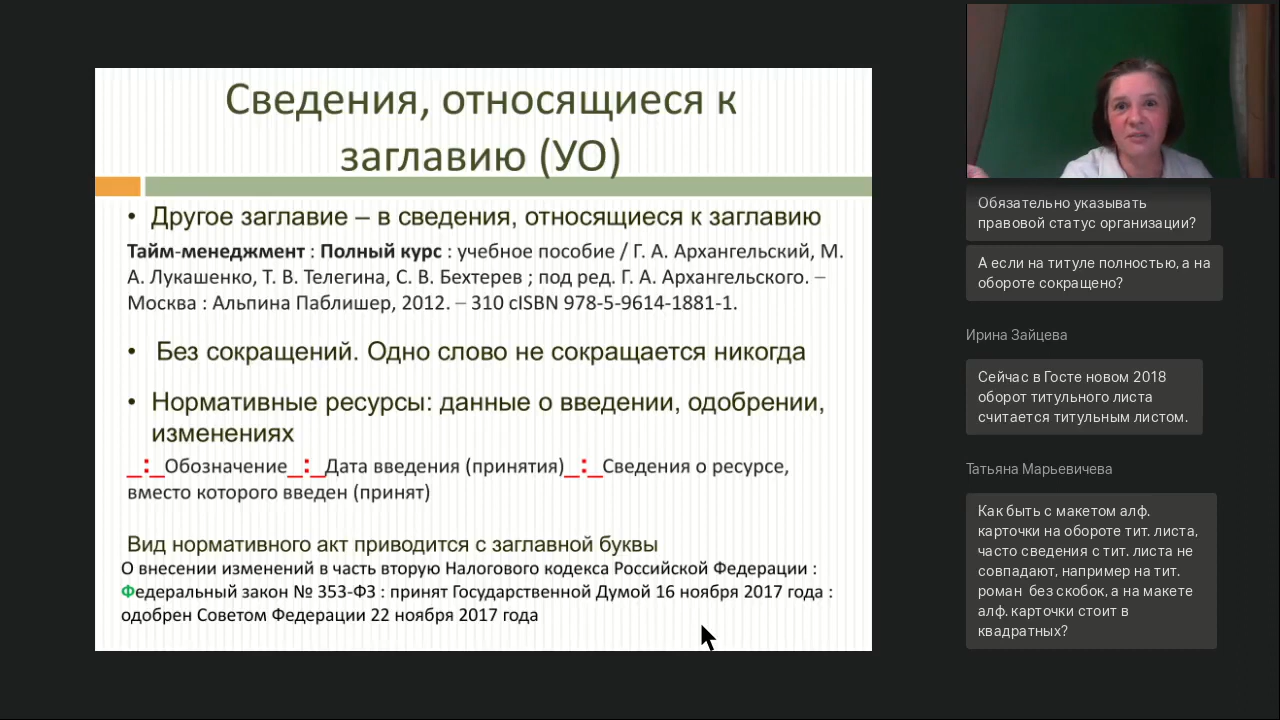 Сведения, относящиеся к
заглавию (УО)
• Другое заглавие – в сведения, относящиеся к заглавию
Тайм-менеджмент : Полный курс : учебное пособие / Г. А. Архангельский, М.
А. Лукашенко, Т. В. Телегина, С. В. Бехтерев ; под ред. Г. А. Архангельского. –
Москва : Альпина Паблишер, 2012. – 310 сISBN 978-5-9614-1881-1.
• Без сокращений. Одно слово не сокращается никогда
• Нормативные ресурсы: данные о введении, одобрении,
изменениях
_:_Обозначение_:_Дата введения (принятия)_:_Сведения о ресурсе,
вместо которого введен (принят)
Вид нормативного акт приводится с заглавной буквы
О внесении изменений в часть вторую Налогового кодекса Российской Федерации :
Федеральный закон № 353-ФЗ : принят Государственной Думой 16 ноября 2017 года :
одобрен Советом Федерации 22 ноября 2017 года
Обязательно указывать
правовой статус организации?
А если на титуле полностью, а на
обороте сокращено?
Ирина Зайцева
Сейчас в Госте новом 2018
оборот титульного листа
считается титульным листом.
Татьяна Марьевичева
Как быть с макетом алф.
карточки на обороте тит. листа,
часто сведения с тит. листа не
совпадают, например на тит.
роман без скобок, а на макете
алф. карточки стоит в
квадратных?